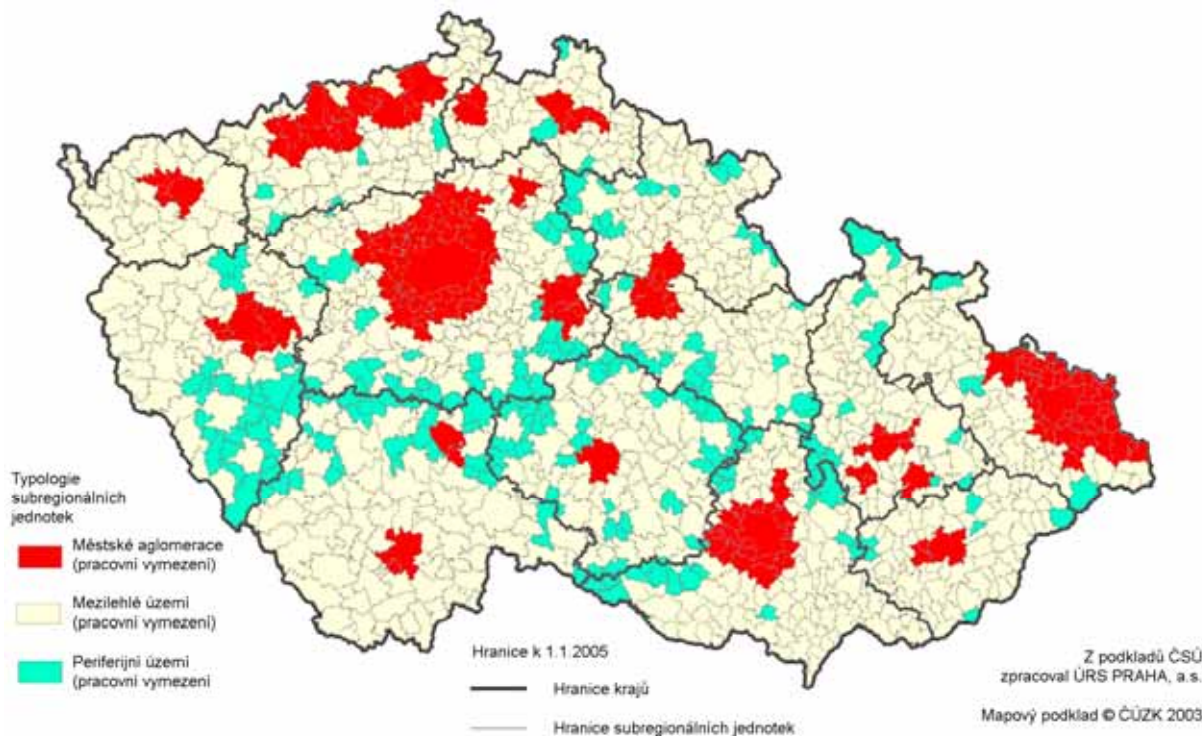 Typologie
subregionálních
jednotek
Městské aglomerace
(pracovní vymezení)
Mezilehlé území
(pracovní vymezení)
Periferijní území
(pracovní vymezení
Hranice k 1.1.2005
Hranice krajů
Hranice subregionálních jednotek
Z podkladů ČSÚ
zpracoval ÚRS PRAHA, a.s.
Mapový podklad © ČÚZK 2003